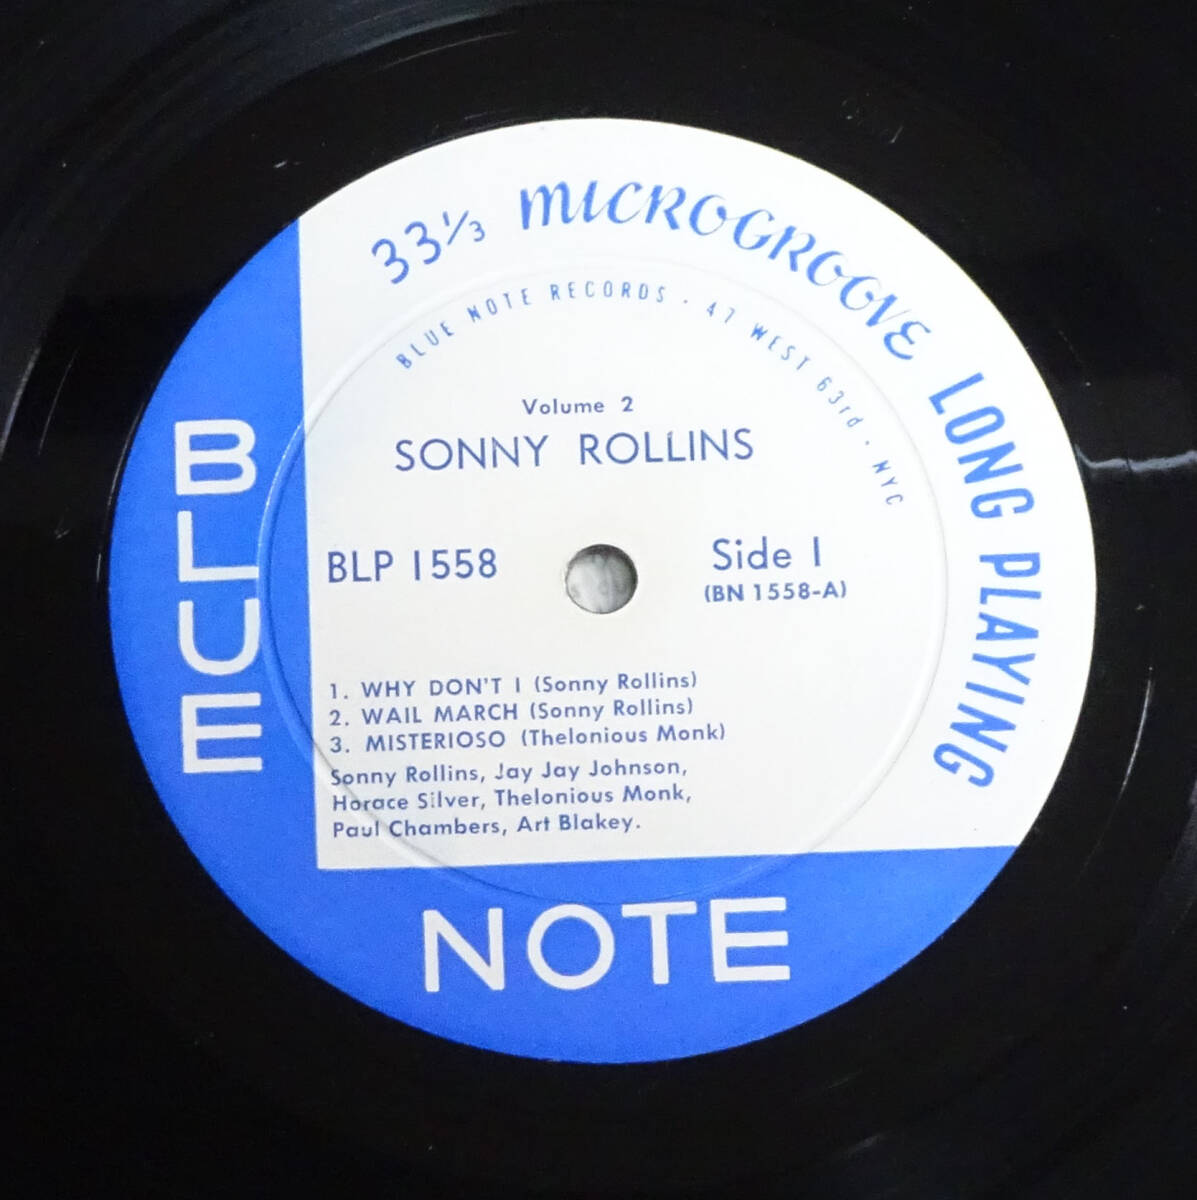 33⅓ MICROGROOVE LONG PLAYING
BLUE NOTE RECORDS · 47 WEST 63rd · NYC
Volume 2
SONNY ROLLINS
BLP 1558
Side 1
(BN 1558-A)
1. WHY DON'T I (Sonny Rollins)
2. WAIL MARCH (Sonny Rollins)
3. MISTERIOSO (Thelonious Monk)
Sonny Rollins, Jay Jay Johnson,
Horace Silver, Thelonious Monk,
Paul Chambers, Art Blakey.
BLUE
NOTE